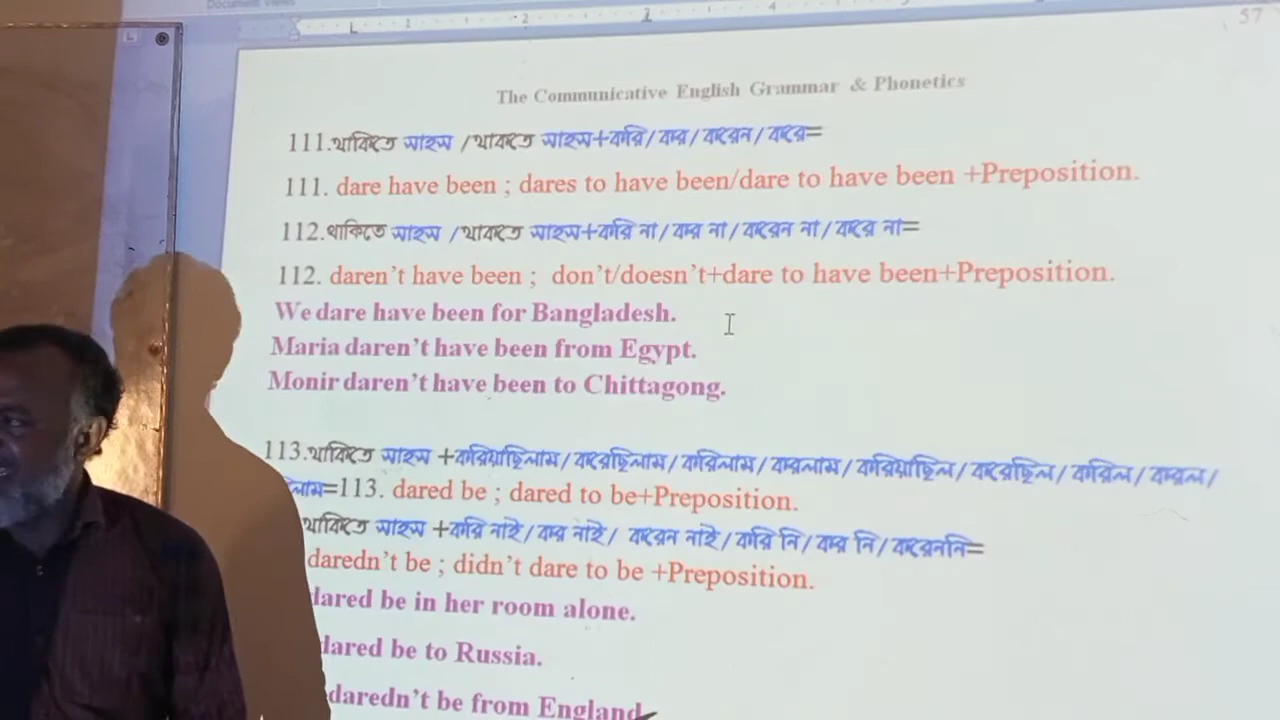 57
The Communicative English Grammar & Phonetics
111.থাকিতে সাহস /থাকতে সাহস+করি/কর/করেন/করে=
111. dare have been ; dares to have been/dare to have been +Preposition.
112.থাকিতে সাহস /থাকতে সাহস+করি না/কর না/করেন না/করে না=
112. daren't have been ; don't/doesn't+dare to have been+Preposition.
We dare have been for Bangladesh.
Maria daren't have been from Egypt.
Monir daren't have been to Chittagong.
113.থাকিতে সাহস +করিয়াছিলাম/করেছিলাম/করিলাম/করলাম/করিয়াছিল/করেছিল/করিল/করল/
লাম=113. dared be ; dared to be+Preposition.
থাকিতে সাহস +করি নাই/কর নাই/ করেন নাই/করি নি/কর নি/করেননি=
daredn't be ; didn't dare to be +Preposition.
dared be in her room alone.
dared be to Russia.
daredn't be from England